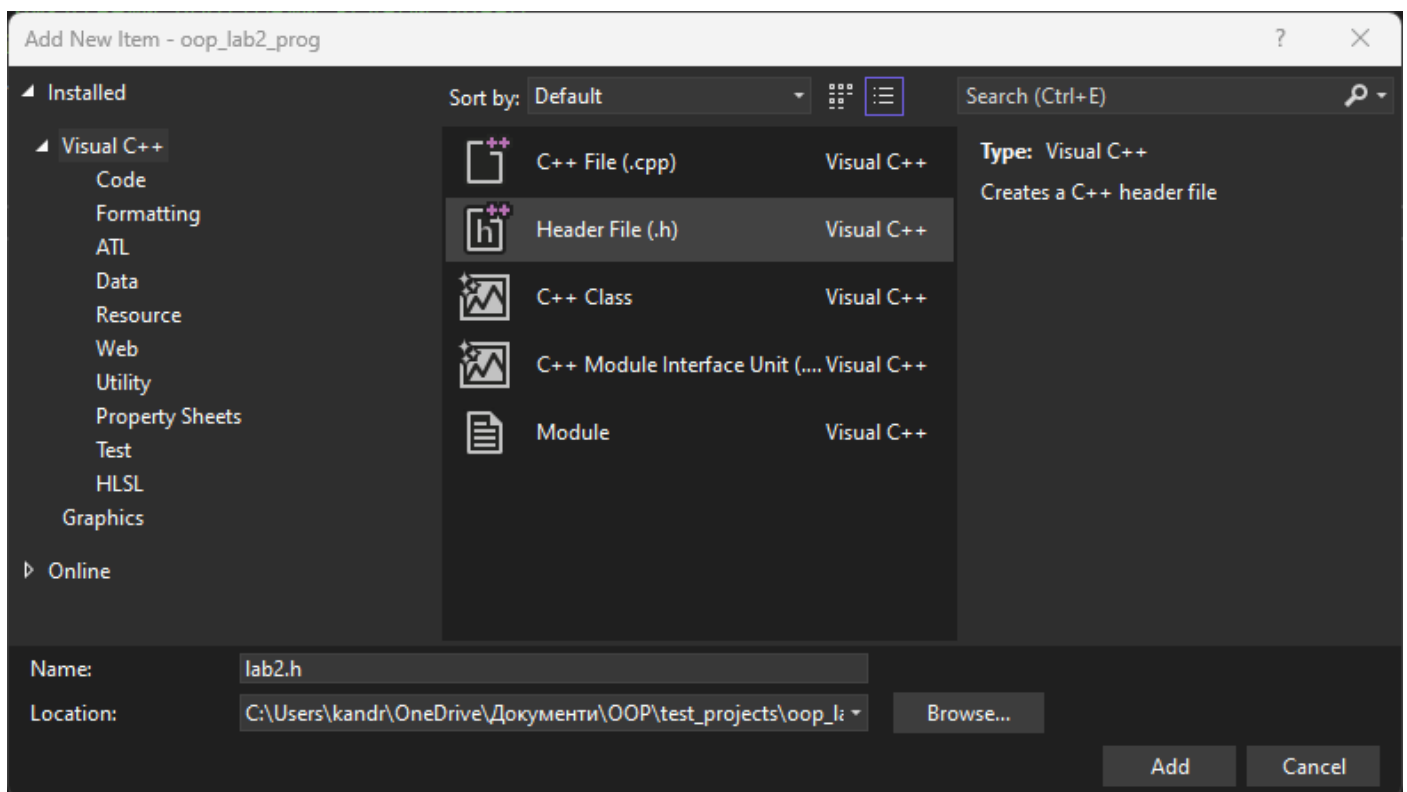 Add New Item - oop_lab2_prog
Installed
Visual C++
Code
Formatting
ATL
Data
Resource
Web
Utility
Property Sheets
Test
HLSL
Graphics
Online
Sort by: Default
C++ File (.cpp) Visual C++
Header File (.h) Visual C++
C++ Class Visual C++
C++ Module Interface Unit (.... Visual C++
Module Visual C++
Search (Ctrl+E)
Type: Visual C++
Creates a C++ header file
Name: lab2.h
Location: C:\Users\kandr\OneDrive\Документи\OOP\test_projects\oop_la
Browse...
Add Cancel